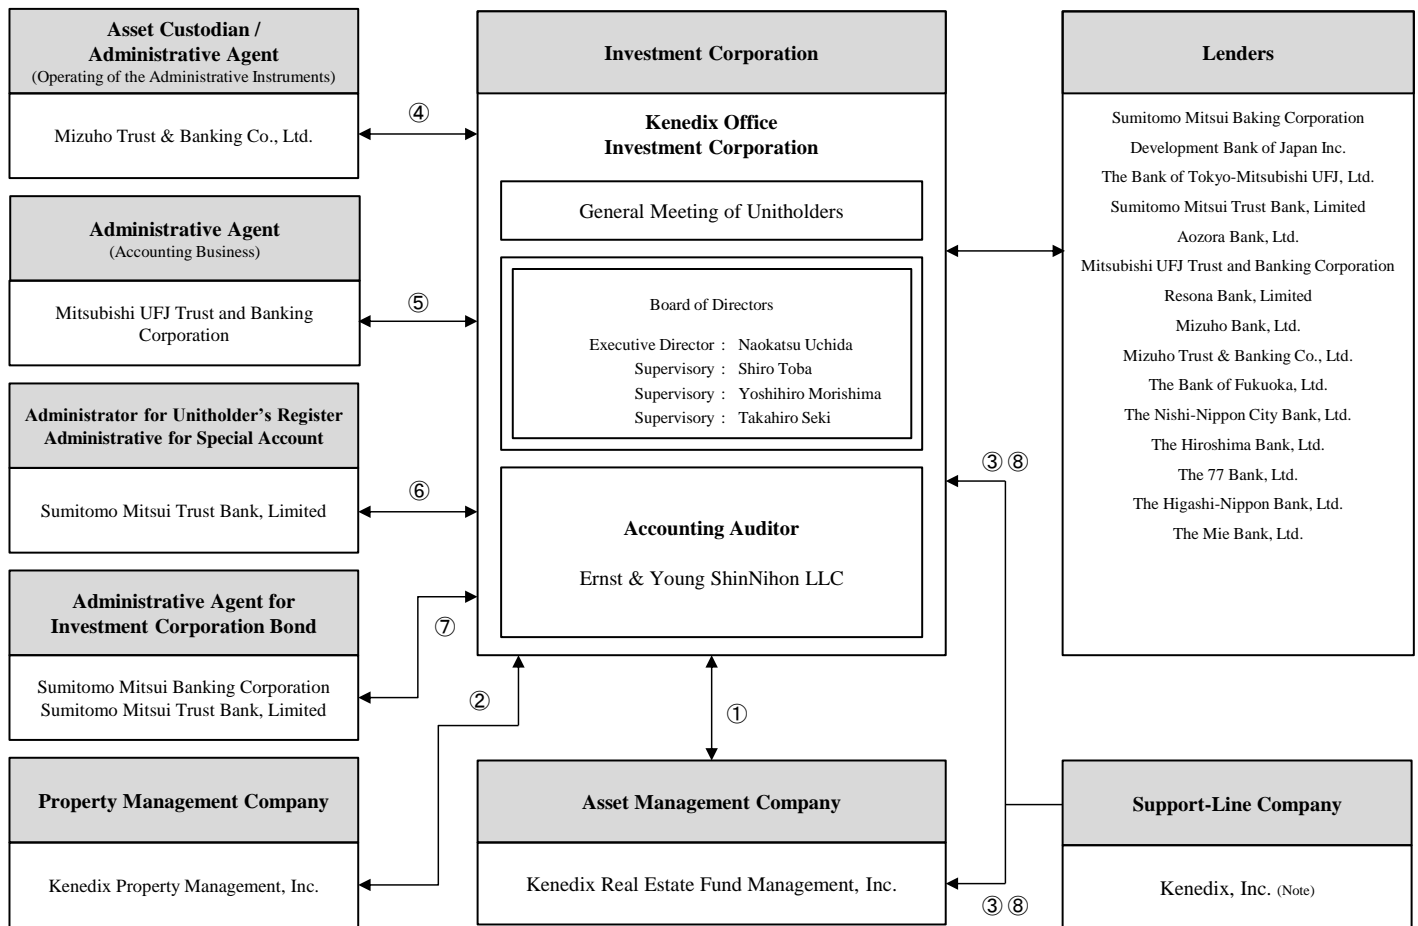 Asset Custodian /
Administrative Agent
(Operating of the Administrative Instruments)
Mizuho Trust & Banking Co., Ltd.
④
Administrative Agent
(Accounting Business)
Mitsubishi UFJ Trust and Banking
Corporation
⑤
Administrator for Unitholder’s Register
Administrative for Special Account
Sumitomo Mitsui Trust Bank, Limited
⑥
Administrative Agent for
Investment Corporation Bond
Sumitomo Mitsui Banking Corporation
Sumitomo Mitsui Trust Bank, Limited
⑦
Property Management Company
Kenedix Property Management, Inc.
②
Investment Corporation
Kenedix Office
Investment Corporation
General Meeting of Unitholders
Board of Directors
Executive Director : Naokatsu Uchida
Supervisory : Shiro Toba
Supervisory : Yoshihiro Morishima
Supervisory : Takahiro Seki
Accounting Auditor
Ernst & Young ShinNihon LLC
①
Asset Management Company
Kenedix Real Estate Fund Management, Inc.
Lenders
Sumitomo Mitsui Baking Corporation
Development Bank of Japan Inc.
The Bank of Tokyo-Mitsubishi UFJ, Ltd.
Sumitomo Mitsui Trust Bank, Limited
Aozora Bank, Ltd.
Mitsubishi UFJ Trust and Banking Corporation
Resona Bank, Limited
Mizuho Bank, Ltd.
Mizuho Trust & Banking Co., Ltd.
The Bank of Fukuoka, Ltd.
The Nishi-Nippon City Bank, Ltd.
The Hiroshima Bank, Ltd.
The 77 Bank, Ltd.
The Higashi-Nippon Bank, Ltd.
The Mie Bank, Ltd.
③ ⑧
Support-Line Company
Kenedix, Inc. (Note)
③ ⑧